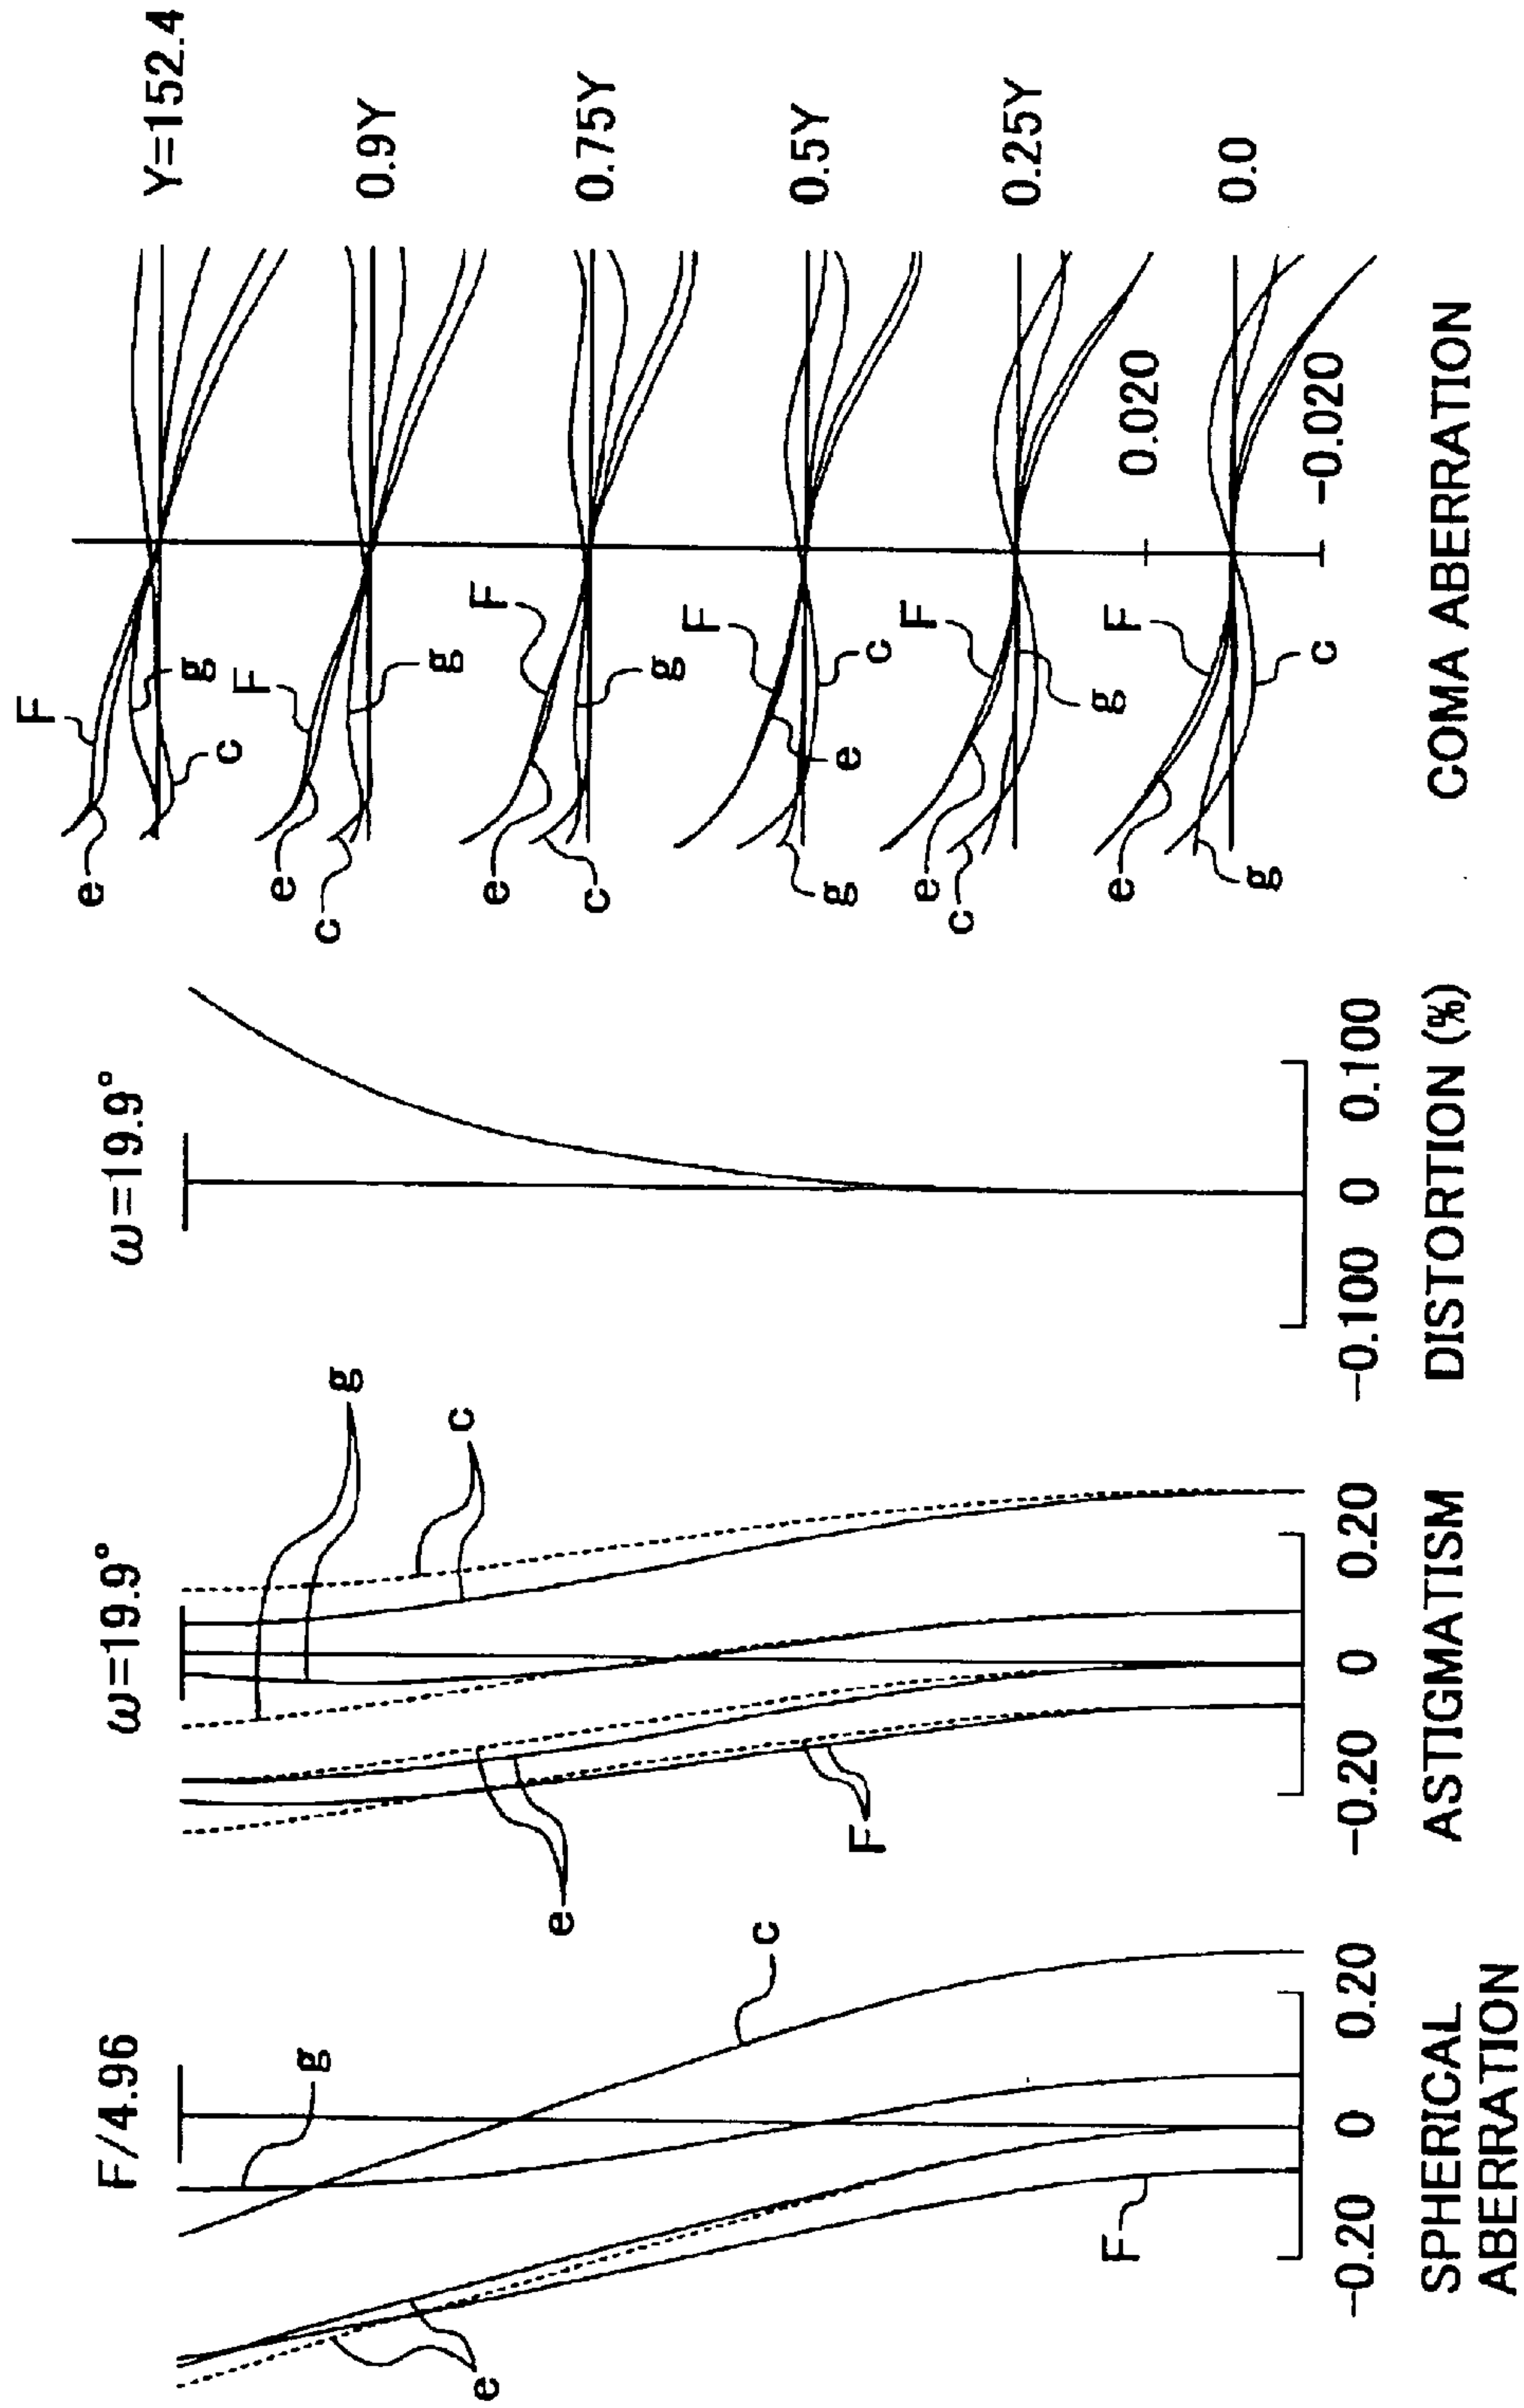 F/4.96
g
c
e
F
-0.20 0 0.20
SPHERICAL
ABERRATION
ω=19.9°
g
c
e
F
-0.20 0 0.20
ASTIGMATISM
ω=19.9°
-0.100 0 0.100
DISTORTION (%)
F
g
c
e
Y=152.4
F
g
e
c
0.9Y
F
g
e
c
0.75Y
F
c
e
g
0.5Y
F
g
e
c
0.25Y
0.020
F
c
e
g
0.0
-0.020
COMA ABERRATION